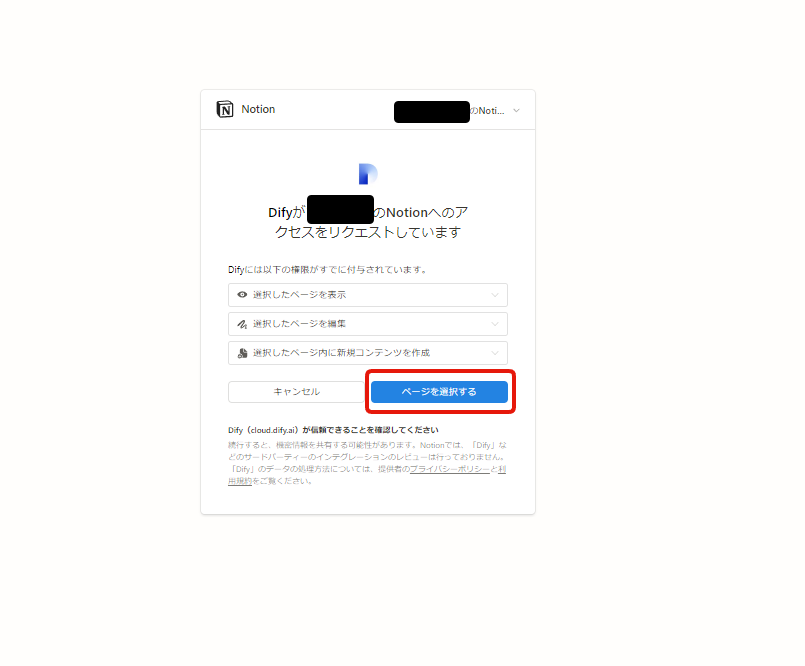 Notion
のNoti...
Difyが のNotionへのア
クセスをリクエストしています
Difyには以下の権限がすでに付与されています。
選択したページを表示
選択したページを編集
選択したページ内に新規コンテンツを作成
キャンセル
ページを選択する
Dify（cloud.dify.ai）が信頼できることを確認してください
続行すると、機密情報を共有する可能性があります。Notionでは、「Dify」な
どのサードパーティーのインテグレーションのレビューは行っておりません。
「Dify」のデータの処理方法については、提供者のプライバシーポリシーと利
用規約をご覧ください。